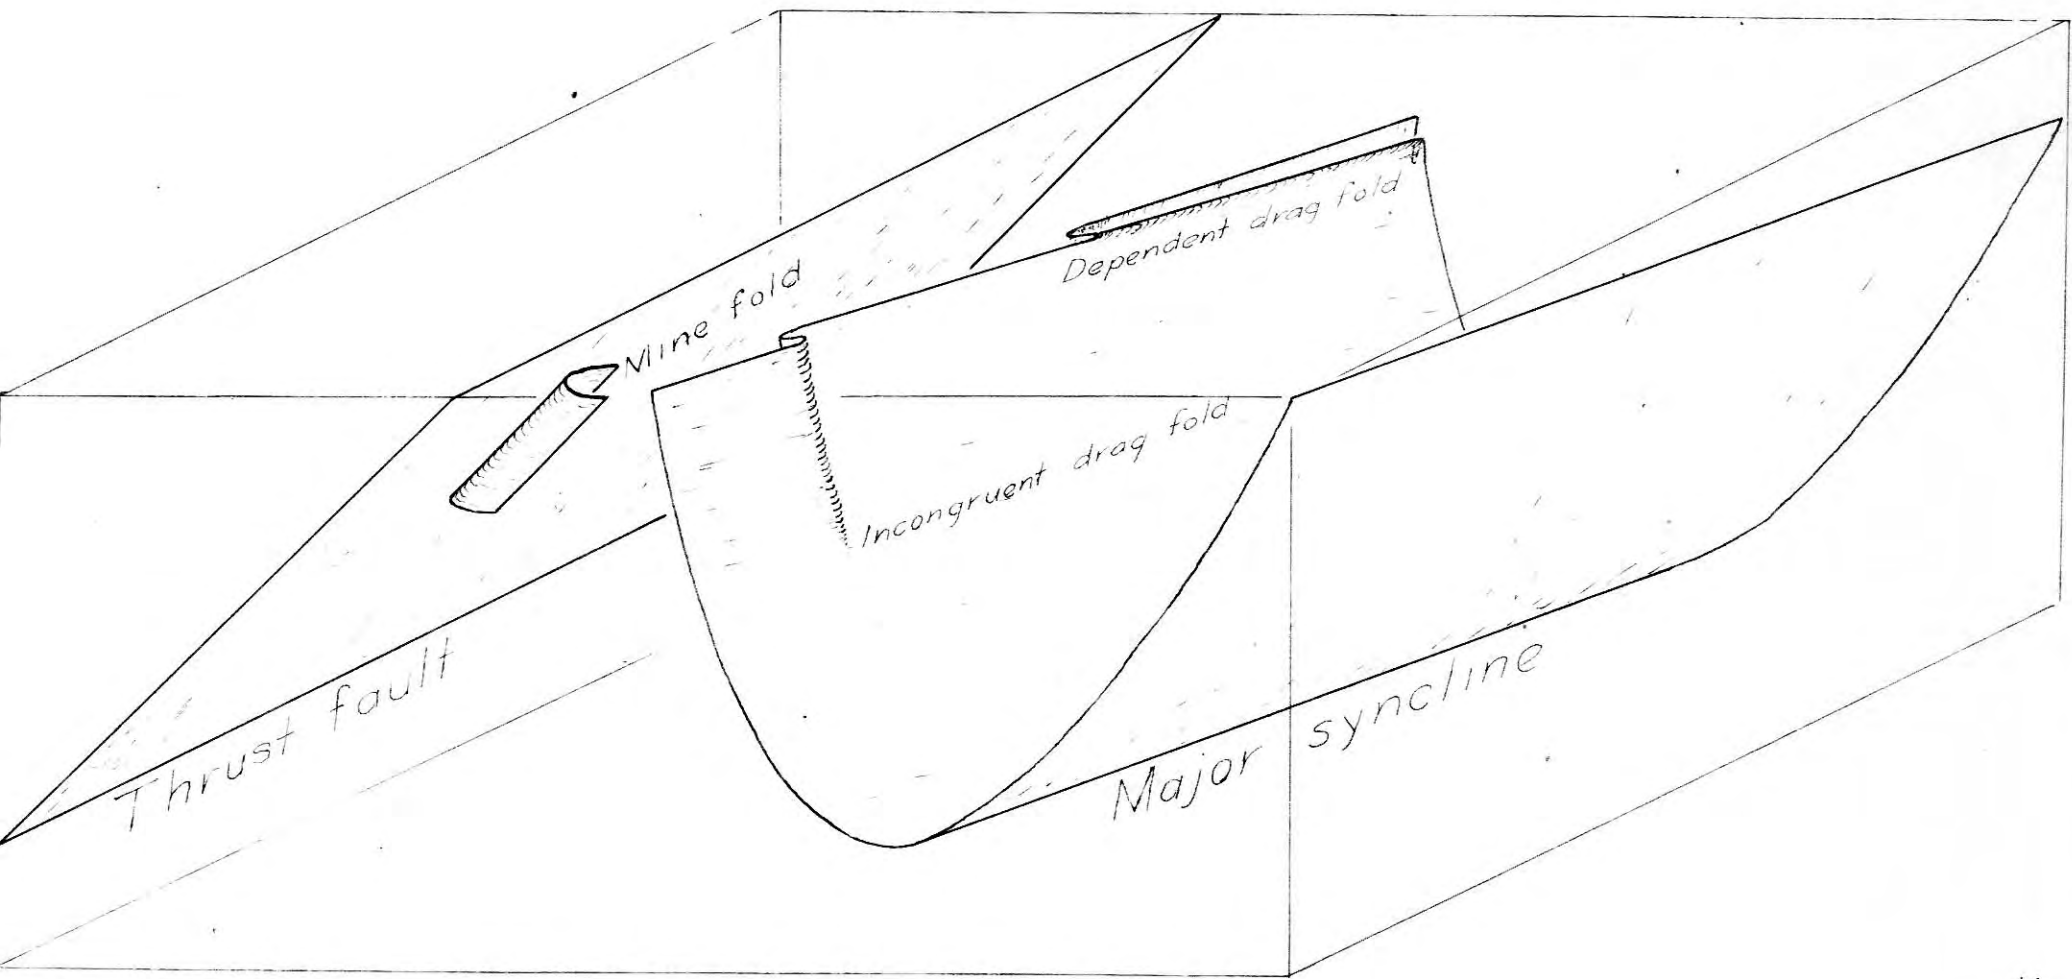 Mine fold
Dependent drag fold
Incongruent drag fold
Thrust fault
Major syncline